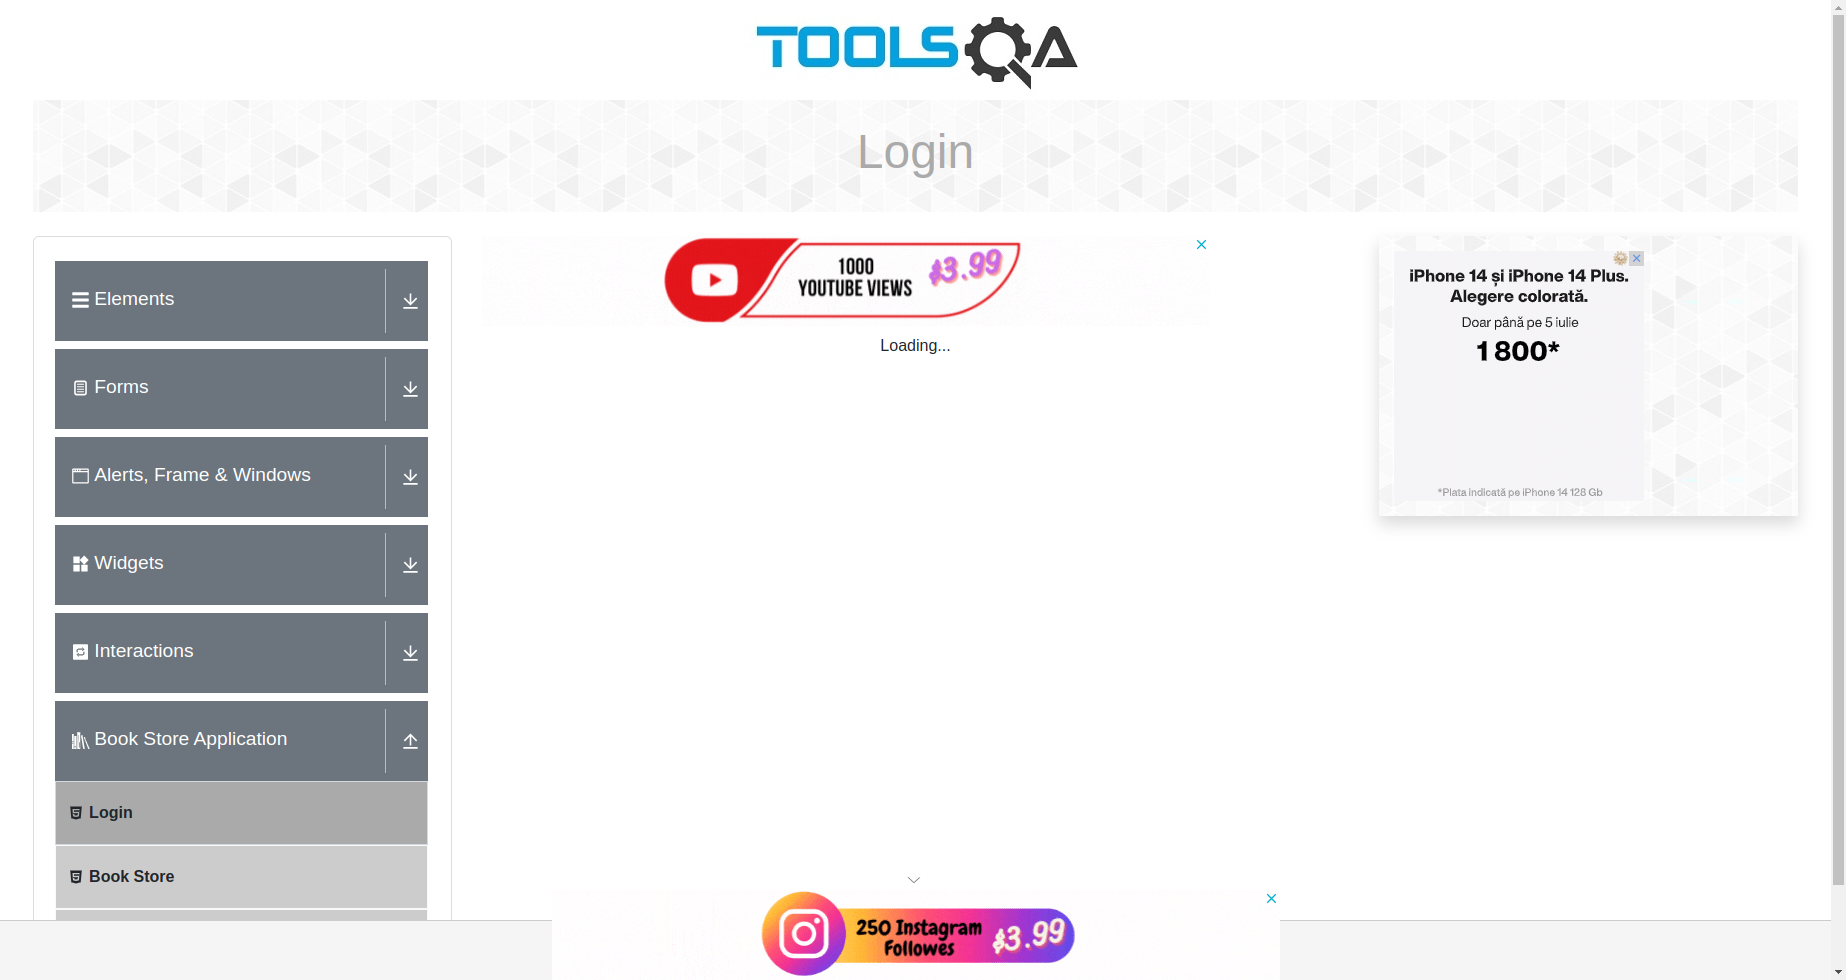 TOOLSQA
Login
Elements
Forms
Alerts, Frame & Windows
Widgets
Interactions
Book Store Application
Login
Book Store
1000
YOUTUBE VIEWS
$3.99
Loading...
iPhone 14 și iPhone 14 Plus.
Alegere colorată.
Doar până pe 5 iulie
1 800*
*Plata indicată pe iPhone 14 128 Gb
250 Instagram
Followes
$3.99